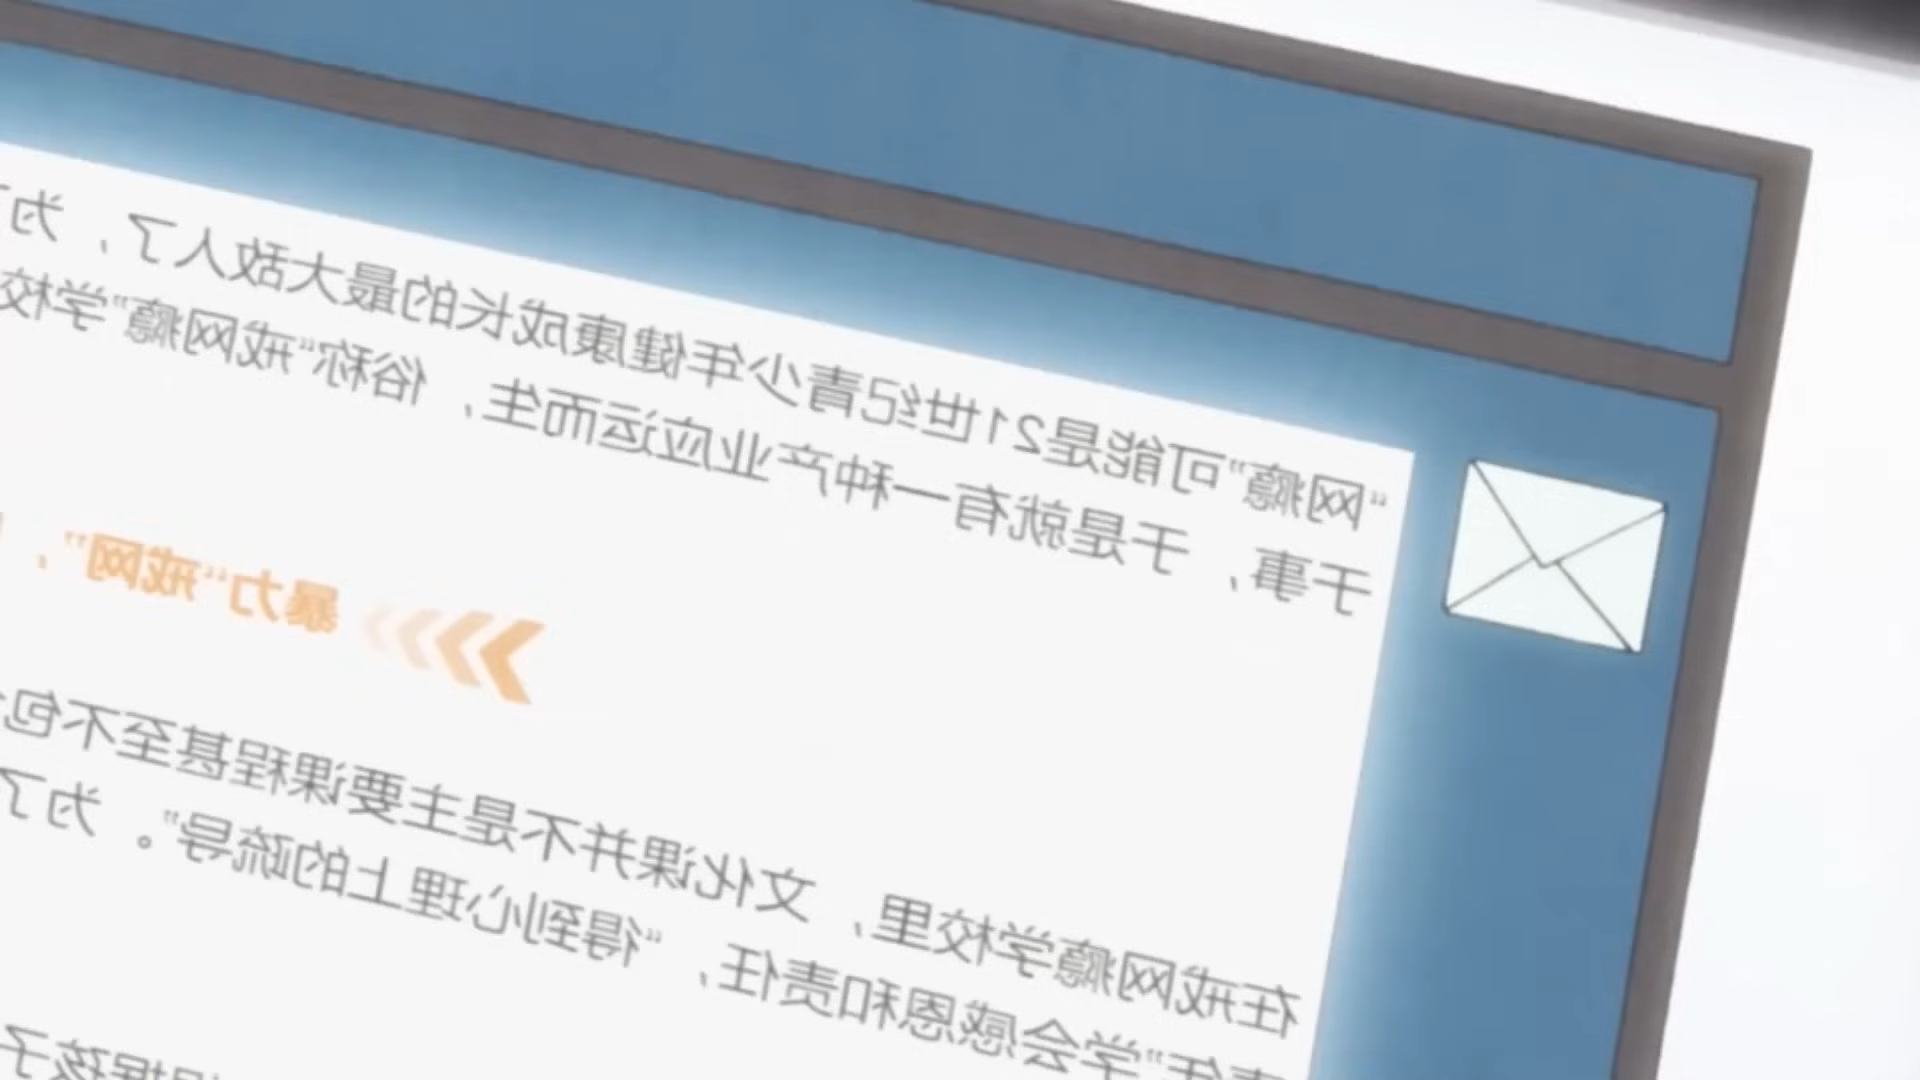 “网瘾”可能是21世纪青少年健康成长的最大敌人了，为
于事，于是就有一种产业应运而生，俗称“戒网瘾”学校
暴力“戒网”，
在戒网瘾学校里，文化课并不是主要课程甚至不包
“学会感恩和责任，“得到心理上的疏导”。为了
孩子